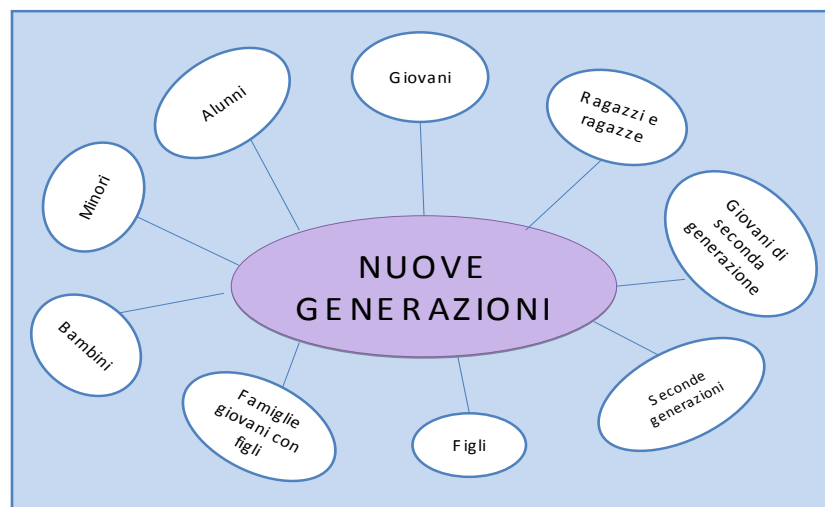 Giovani
Alunni
Ragazzi e
ragazze
Minori
Giovani di
seconda
generazione
NUOVE
GENERAZIONI
Bambini
Seconde
generazioni
Famiglie
giovani con
figli
Figli